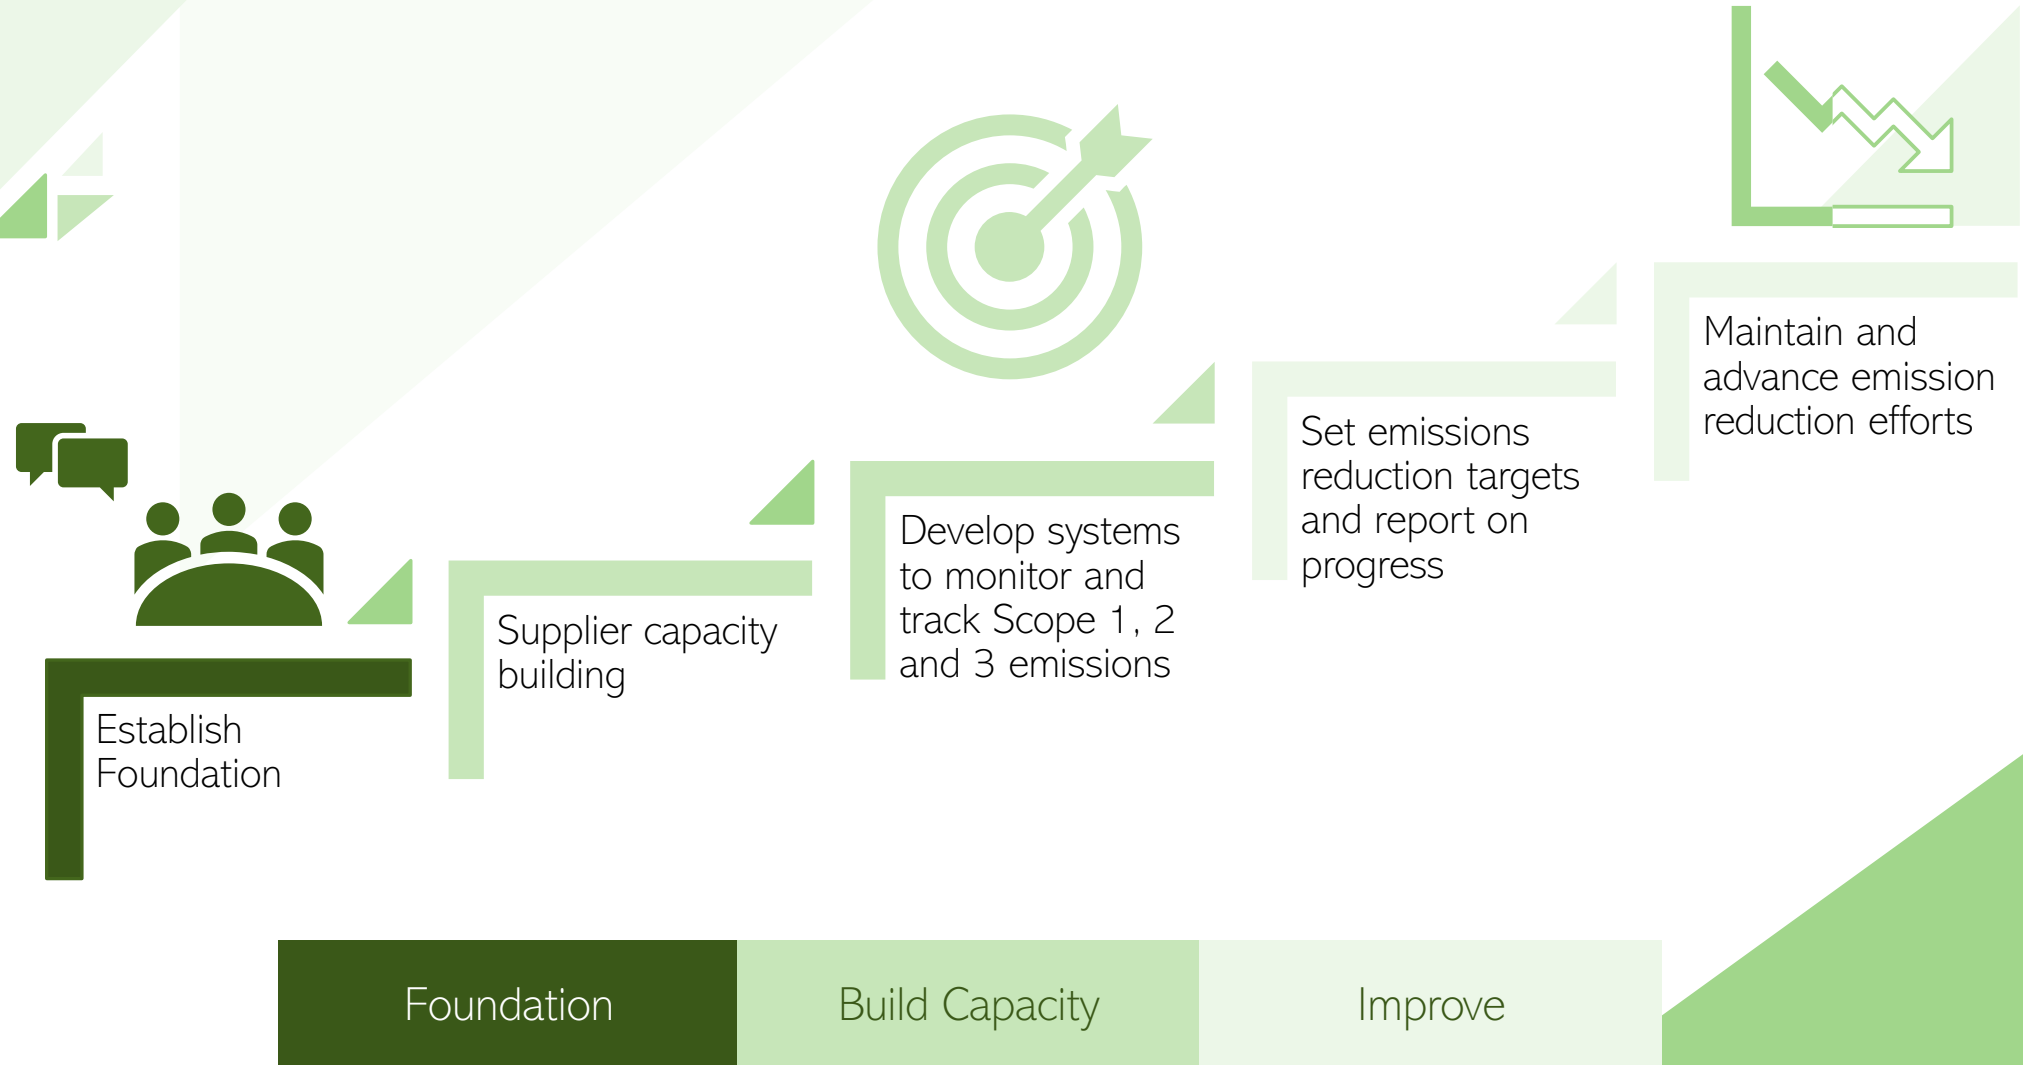 Establish
Foundation
Supplier capacity
building
Develop systems
to monitor and
track Scope 1, 2
and 3 emissions
Set emissions
reduction targets
and report on
progress
Maintain and
advance emission
reduction efforts
Foundation
Build Capacity
Improve